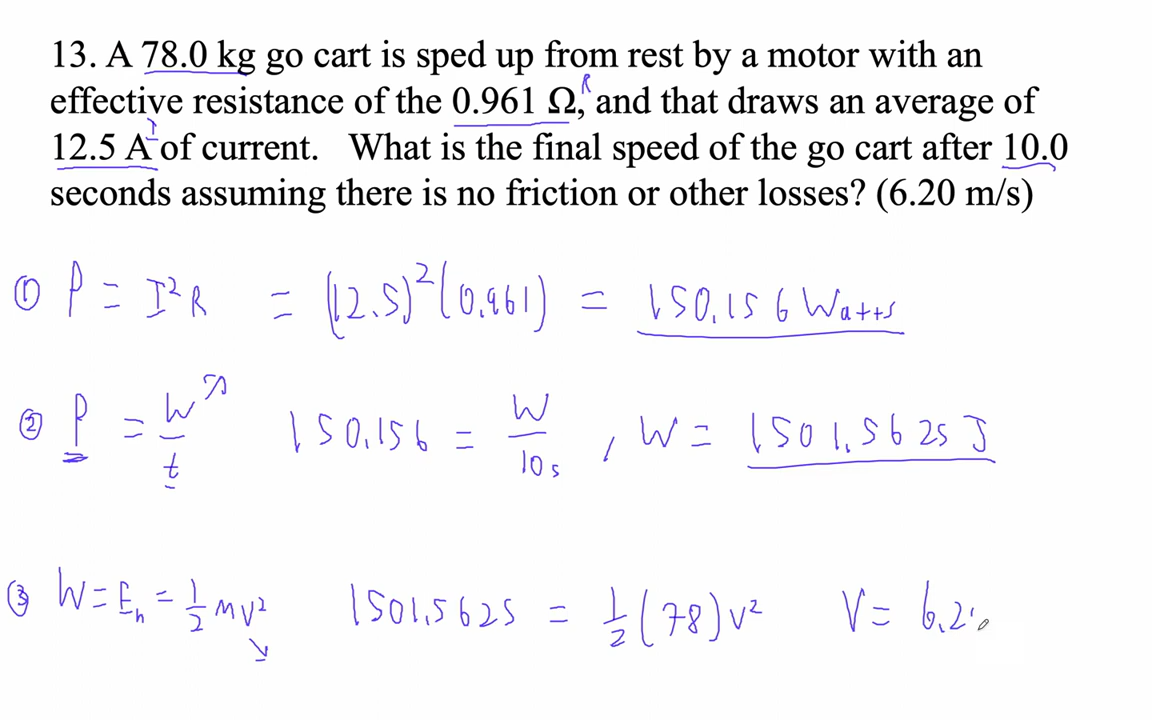 13. A 78.0 kg go cart is sped up from rest by a motor with an
effective resistance of the 0.961 Ω, and that draws an average of
12.5 A of current. What is the final speed of the go cart after 10.0
seconds assuming there is no friction or other losses? (6.20 m/s)
R
I
① P = I²R = (12.5)²(0.961) = 150.156 Watts
② P = W/t 150.156 = W/10s , W = 1501.5625 J
③ W = Eₖ = 1/2 mv² 1501.5625 = 1/2 (78) v² V = 6.2